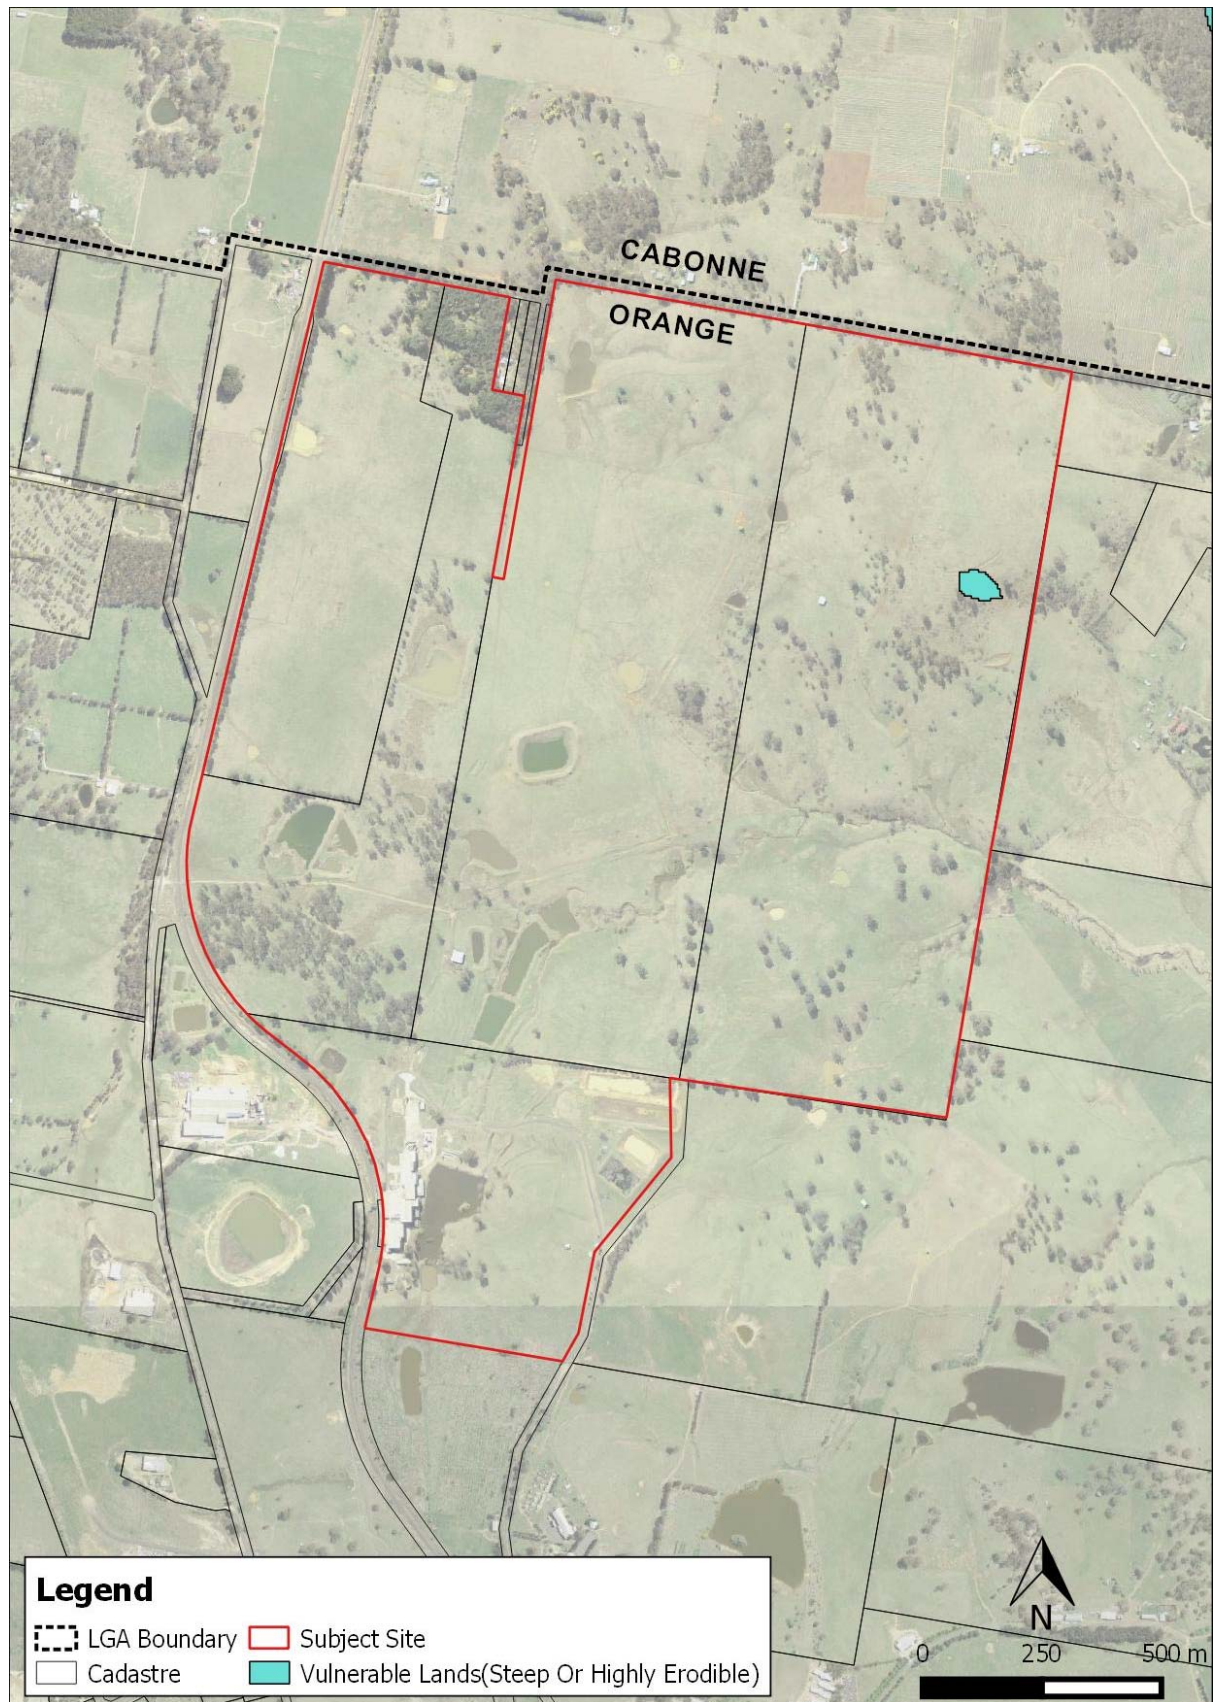 CABONNE
ORANGE
Legend
LGA Boundary
Subject Site
Cadastre
Vulnerable Lands(Steep Or Highly Erodible)
N
0 250 500 m